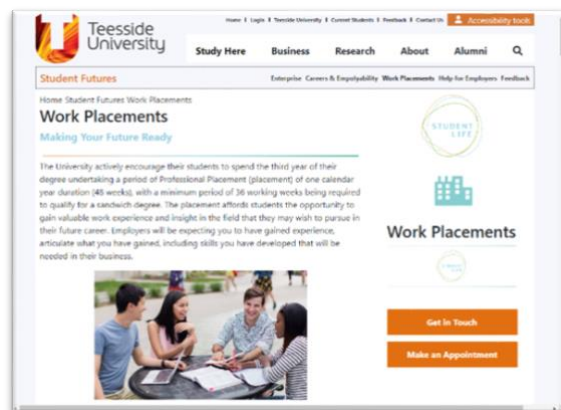 Teesside
University
Home | Login | Teesside University | Current Students | Feedback | Contact Us
Accessibility tools
Study Here Business Research About Alumni
Student Futures
Enterprise Careers & Empolyability Work Placements Help for Employers Feedback
Home Student Futures Work Placements
Work Placements
Making Your Future Ready
The University actively encourage their students to spend the third year of their
degree undertaking a period of Professional Placement (placement) of one calendar
year duration (48 weeks), with a minimum period of 36 working weeks being required
to qualify for a sandwich degree. The placement affords students the opportunity to
gain valuable work experience and insight in the field that they may wish to pursue in
their future career. Employers will be expecting you to have gained experience,
articulate what you have gained, including skills you have developed that will be
needed in their business.
STUDENT
LIFE
Work Placements
Get in Touch
Make an Appointment